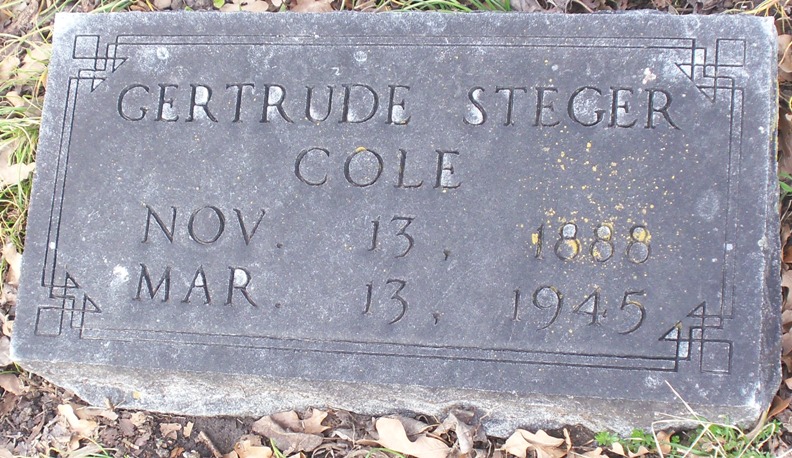 GERTRUDE STEGER
COLE
NOV. 13, 1888
MAR. 13, 1945